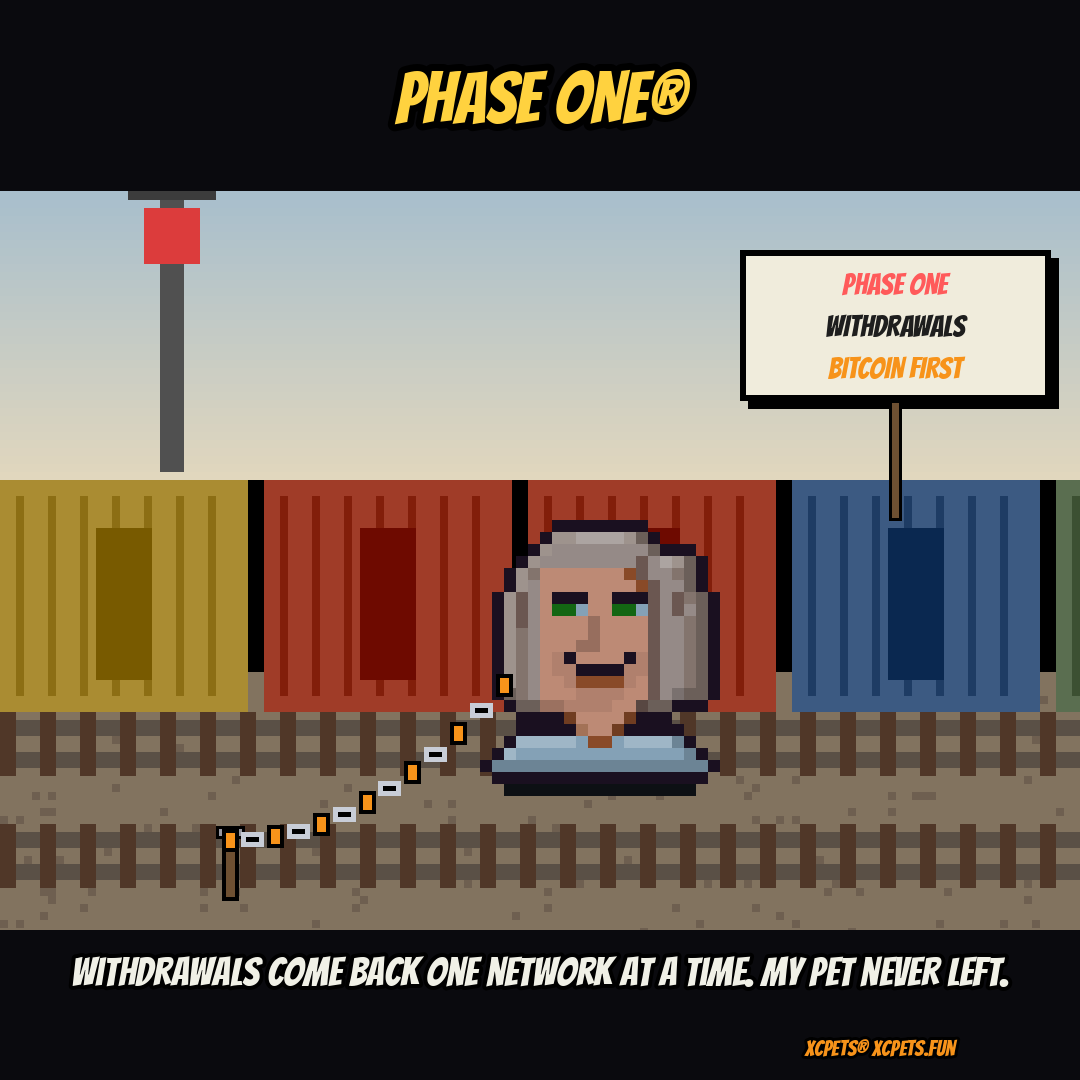 PHASE ONE®
PHASE ONE
WITHDRAWALS
BITCOIN FIRST
WITHDRAWALS COME BACK ONE NETWORK AT A TIME. MY PET NEVER LEFT.
XCPETS® XCPETS.FUN